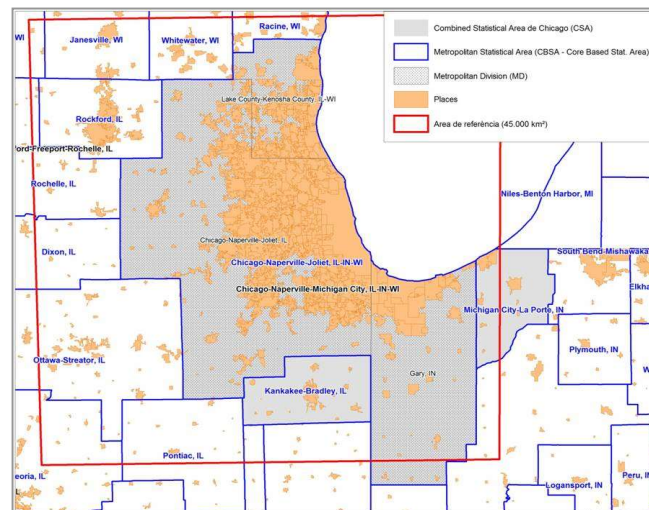 Racine, WI
WI
Janesville, WI
Whitewater, WI
Combined Statistical Area de Chicago (CSA)
Metropolitan Statistical Area (CBSA - Core Based Stat. Area)
Metropolitan Division (MD)
Places
Area de referència (45.000 km²)
Lake County-Kenosha County, IL-WI
Rockford, IL
ord-Freeport-Rochelle, IL
Rochelle, IL
Niles-Benton Harbor, MI
Dixon, IL
Chicago-Naperville-Joliet, IL
Chicago-Naperville-Joliet, IL-IN-WI
South Bend-Mishawaka
Chicago-Naperville-Michigan City, IL-IN-WI
Elkha
Michigan City-La Porte, IN
Ottawa-Streator, IL
Plymouth, IN
W
Gary, IN
Kankakee-Bradley, IL
Pontiac, IL
eoria, IL
Peru, IN
Logansport, IN